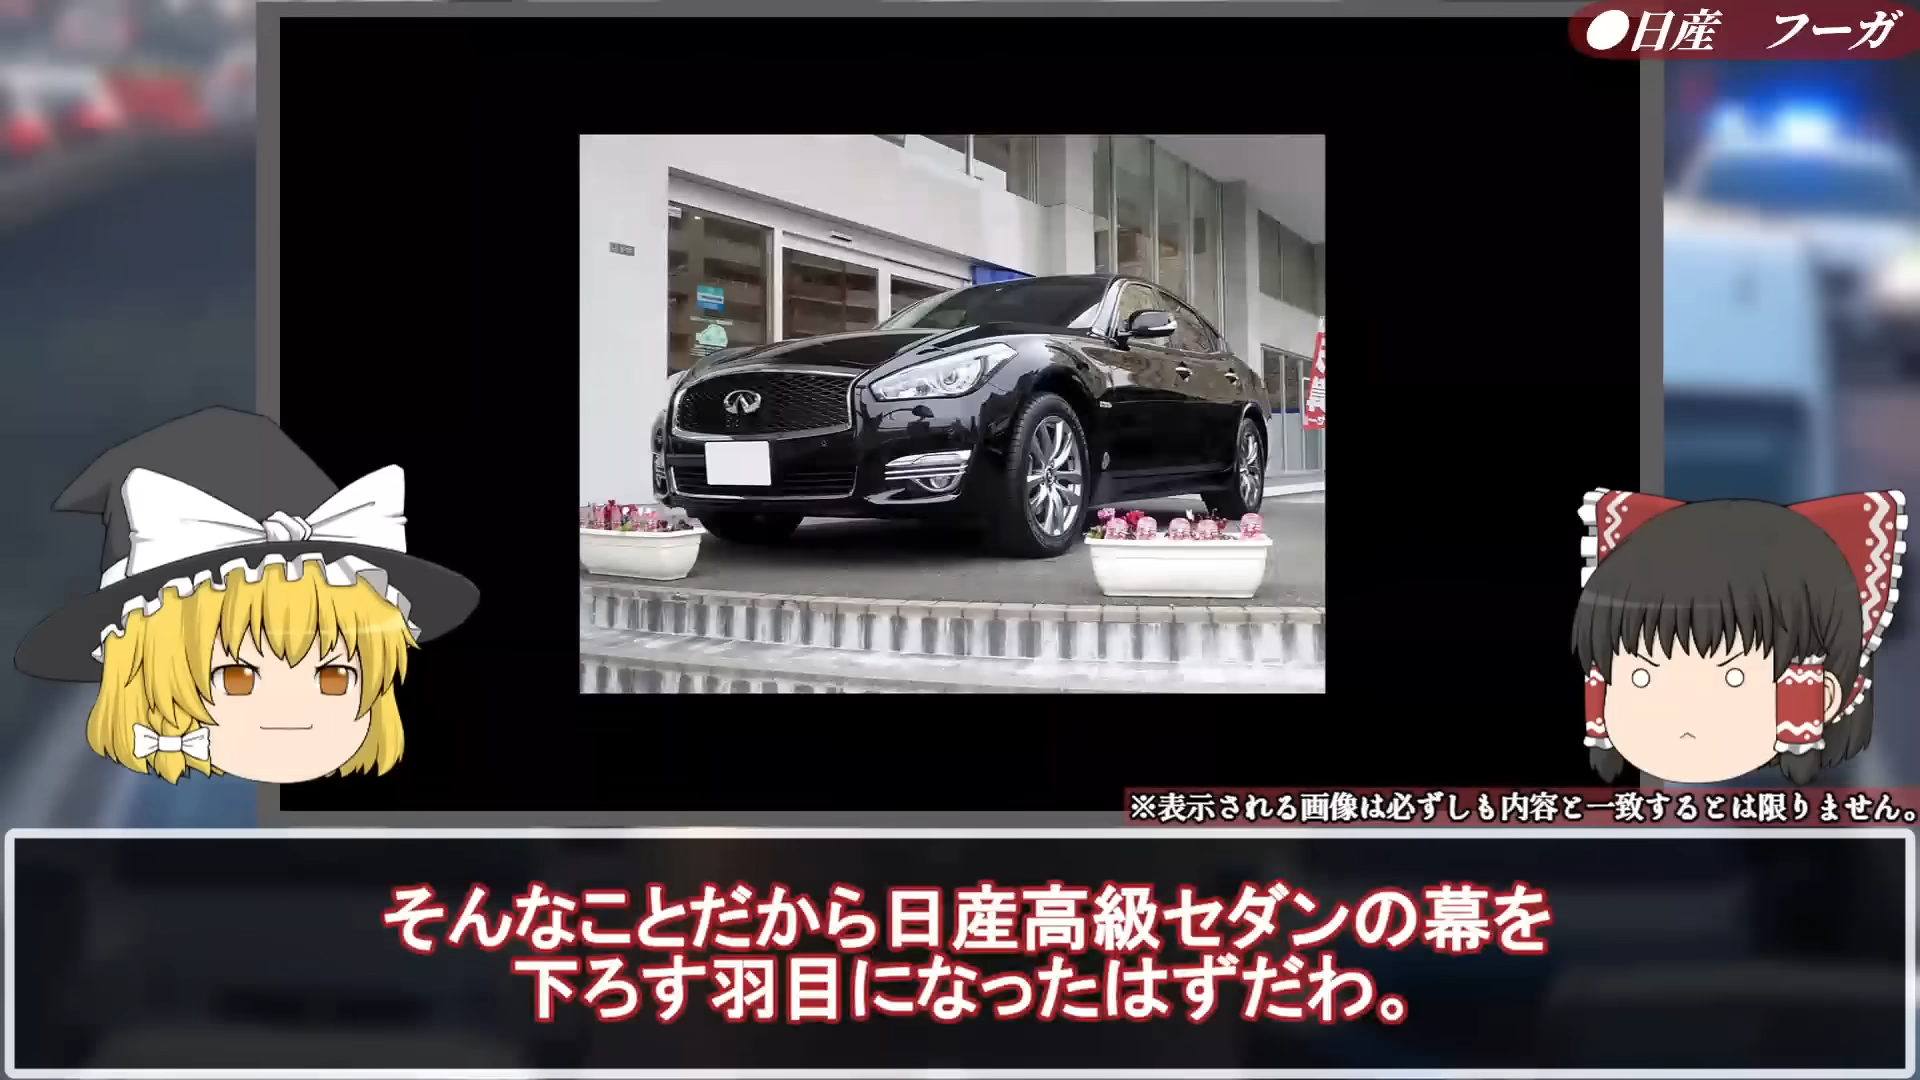 ●日産　フーガ
※表示される画像は必ずしも内容と一致するとは限りません。
そんなことだから日産高級セダンの幕を
下ろす羽目になったはずだわ。